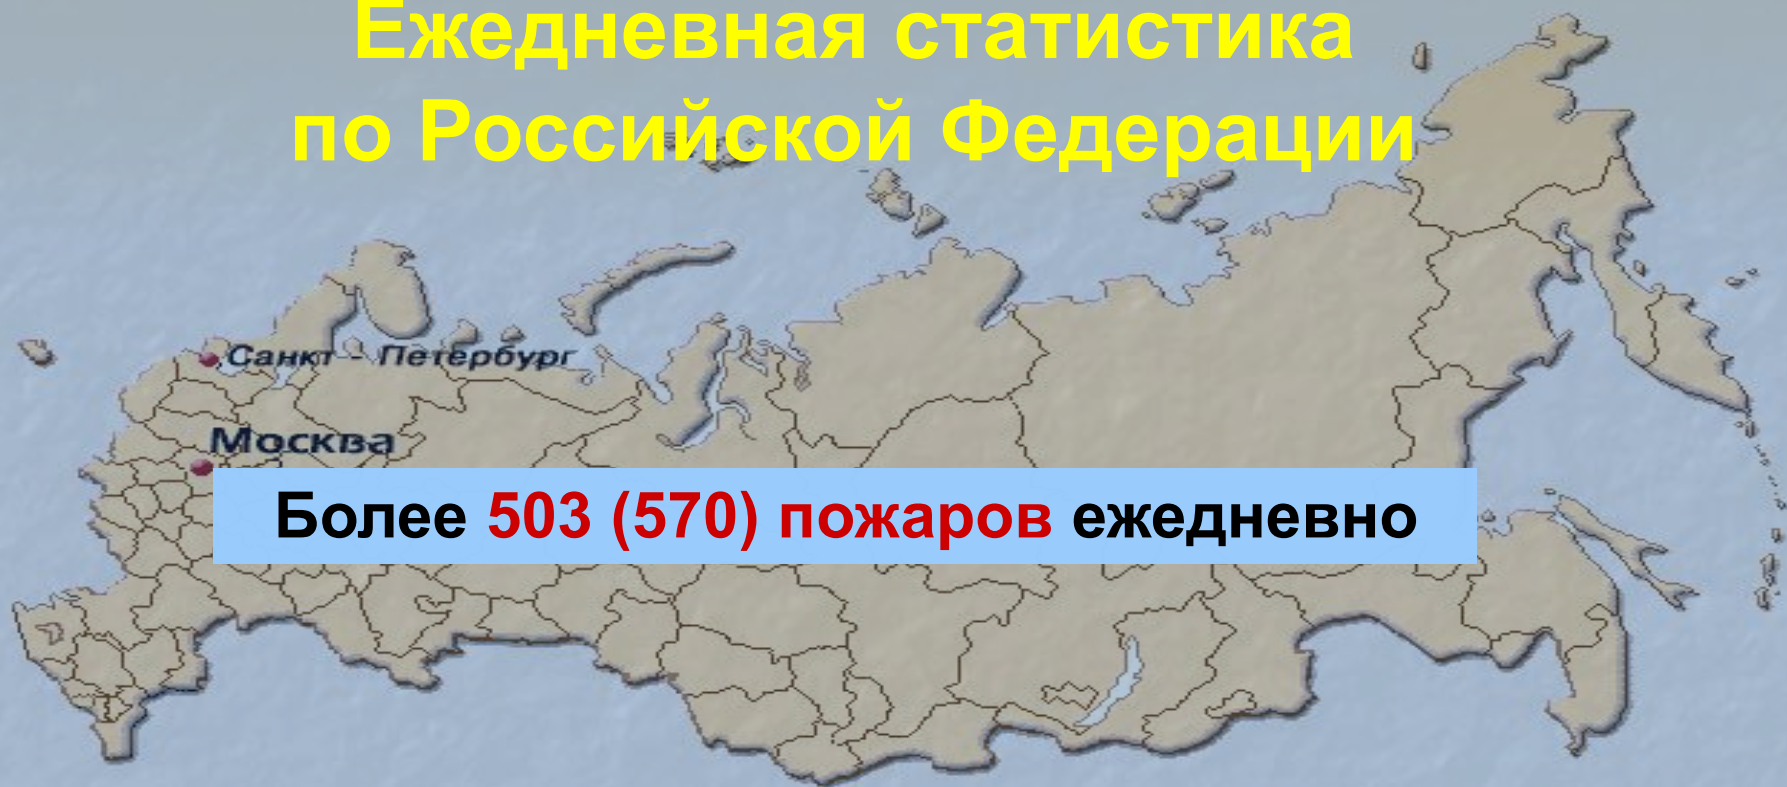 Ежедневная статистика
по Российской Федерации
Санкт - Петербург
Москва
Более 503 (570) пожаров ежедневно